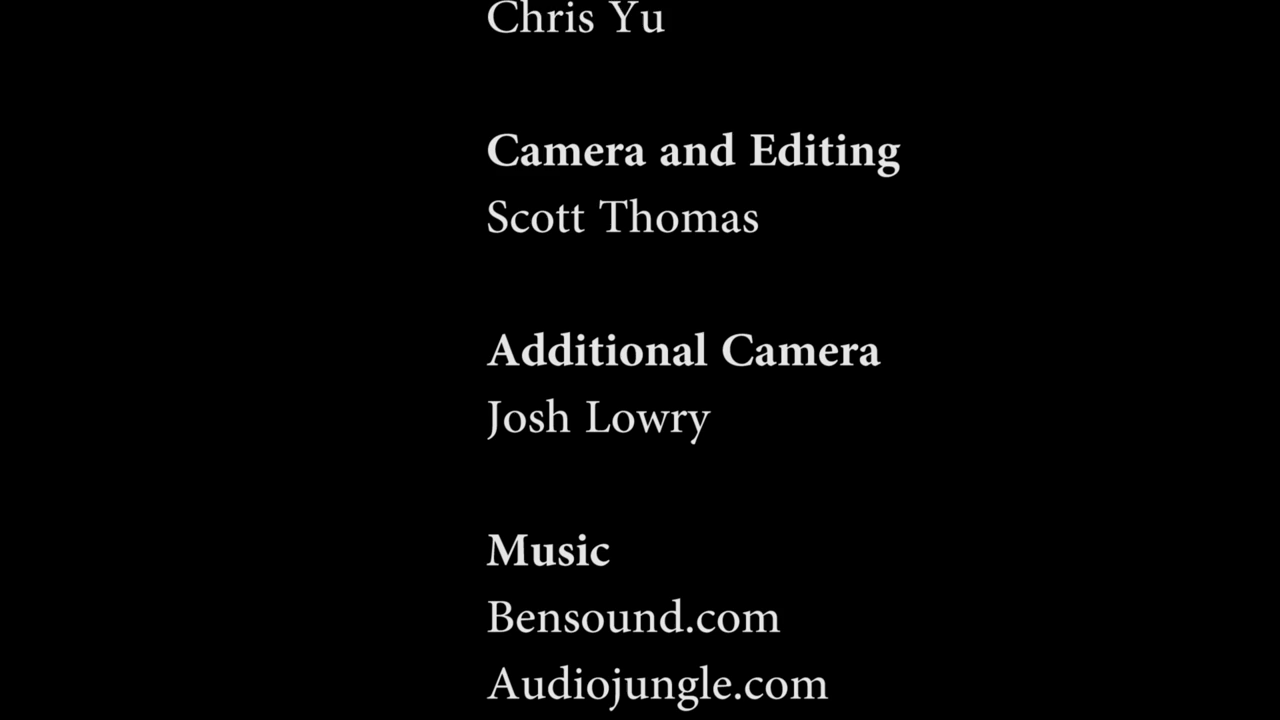 Chris Yu
Camera and Editing
Scott Thomas
Additional Camera
Josh Lowry
Music
Bensound.com
Audiojungle.com